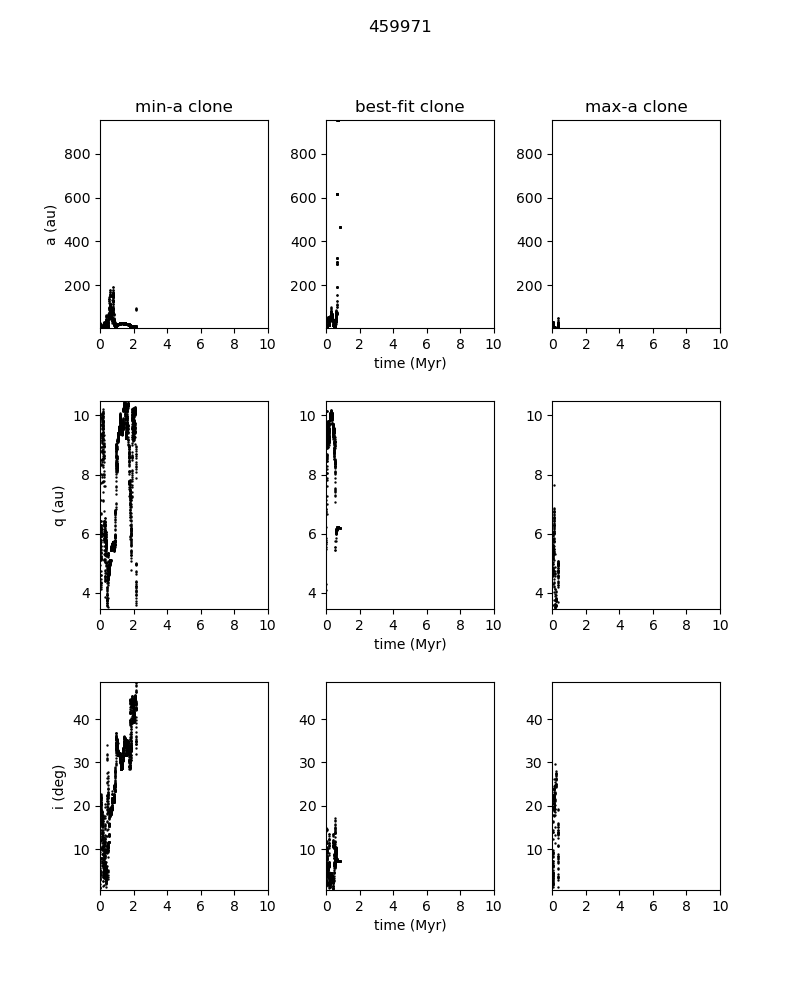 459971
min-a clone best-fit clone max-a clone
800 800 800
600 600 600
a (au)
400 400 400
200 200 200
0 2 4 6 8 10 0 2 4 6 8 10 0 2 4 6 8 10
time (Myr)
10 10 10
8 8 8
q (au)
6 6 6
4 4 4
0 2 4 6 8 10 0 2 4 6 8 10 0 2 4 6 8 10
time (Myr)
40 40 40
30 30 30
i (deg)
20 20 20
10 10 10
0 2 4 6 8 10 0 2 4 6 8 10 0 2 4 6 8 10
time (Myr)